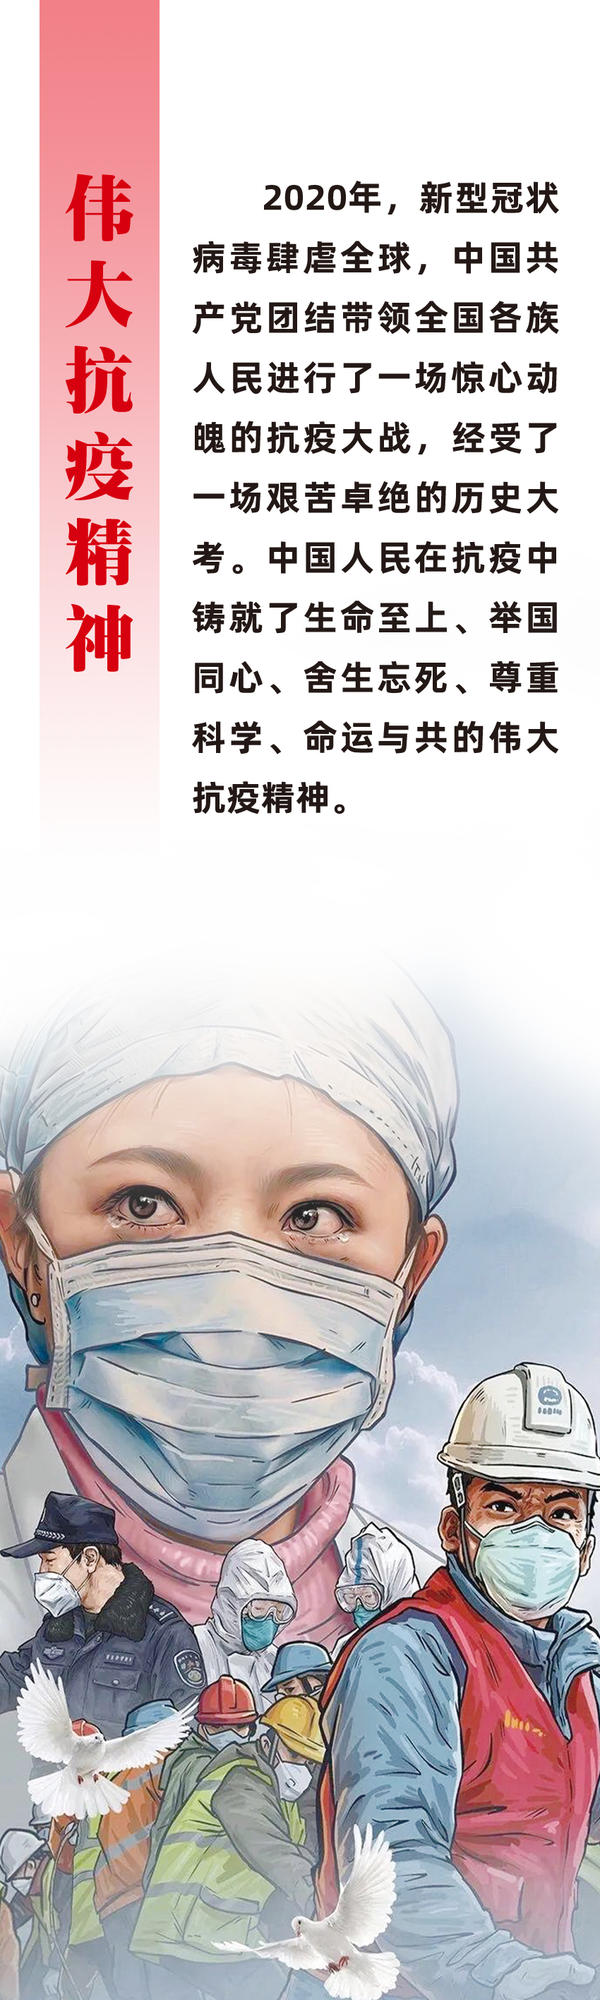 伟大抗疫精神
2020年，新型冠状
病毒肆虐全球，中国共
产党团结带领全国各族
人民进行了一场惊心动
魄的抗疫大战，经受了
一场艰苦卓绝的历史大
考。中国人民在抗疫中
铸就了生命至上、举国
同心、舍生忘死、尊重
科学、命运与共的伟大
抗疫精神。